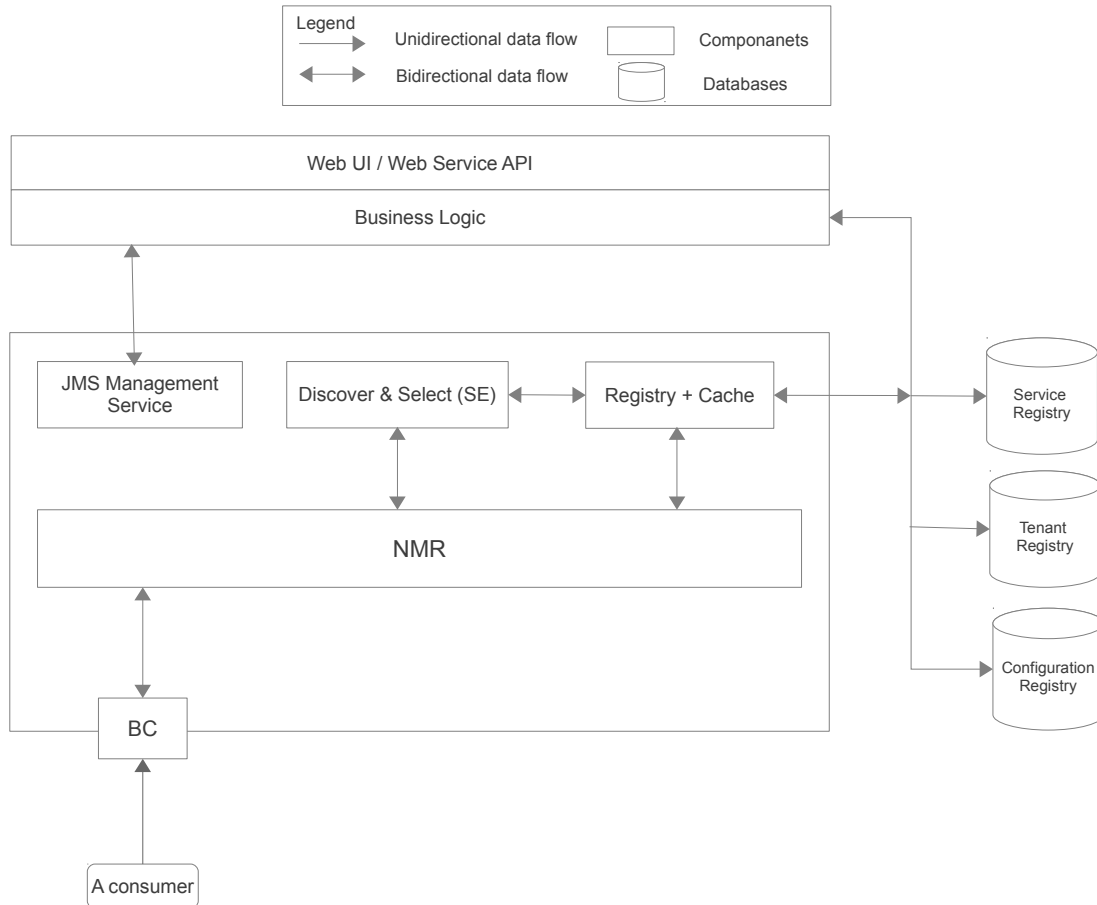 Legend
Unidirectional data flow
Componanets
Bidirectional data flow
Databases
Web UI / Web Service API
Business Logic
JMS Management
Service
Discover & Select (SE)
Registry + Cache
Service
Registry
NMR
Tenant
Registry
Configuration
Registry
BC
A consumer